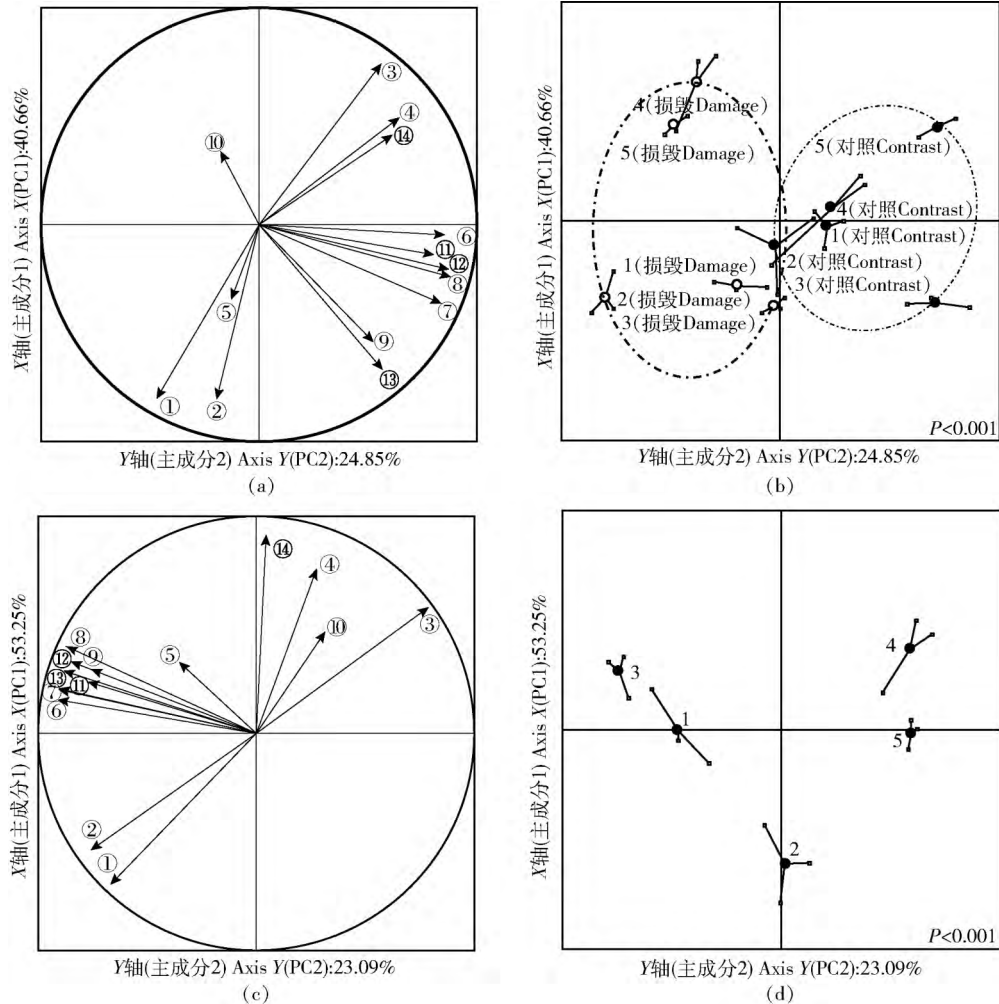 ③
④
⑭
⑩
⑥
⑪
⑫
⑧
⑦
⑤
⑨
⑬
①
②
X轴(主成分1) Axis X(PC1):40.66%
Y轴(主成分2) Axis Y(PC2):24.85%
(a)
4(损毁Damage)
5(损毁Damage)
5(对照Contrast)
4(对照Contrast)
1(对照Contrast)
2(对照Contrast)
3(对照Contrast)
1(损毁Damage)
2(损毁Damage)
3(损毁Damage)
P<0.001
X轴(主成分1) Axis X(PC1):40.66%
Y轴(主成分2) Axis Y(PC2):24.85%
(b)
⑭
④
⑩
③
⑧
⑫
⑨
⑤
⑬
⑪
⑦
⑥
②
①
X轴(主成分1) Axis X(PC1):53.25%
Y轴(主成分2) Axis Y(PC2):23.09%
(c)
4
3
1
5
2
P<0.001
X轴(主成分1) Axis X(PC1):53.25%
Y轴(主成分2) Axis Y(PC2):23.09%
(d)